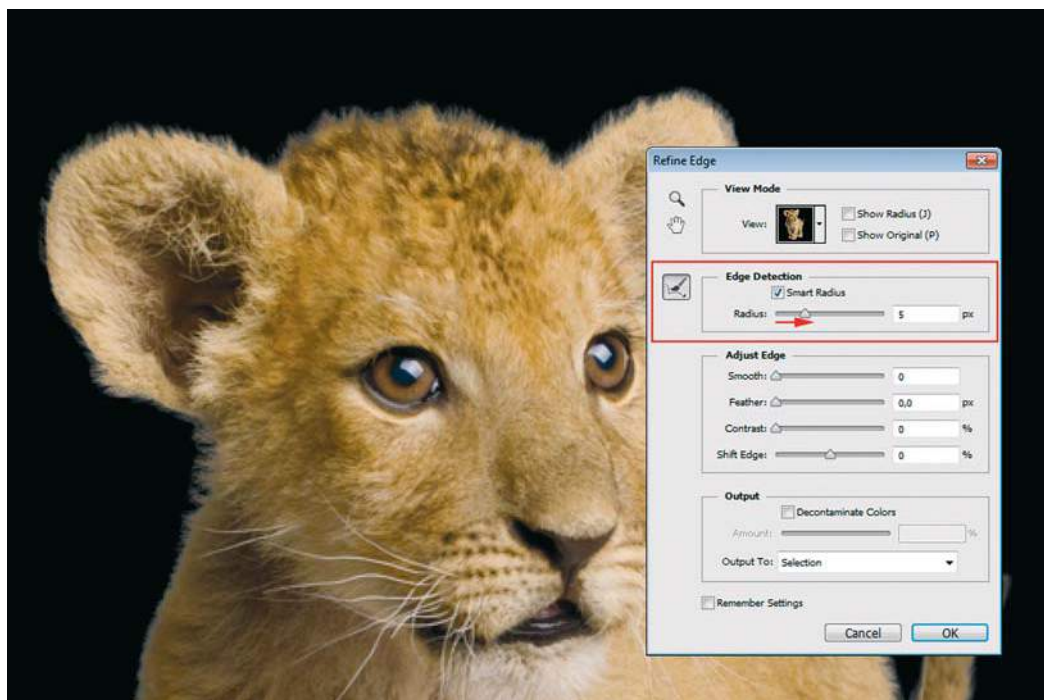 Refine Edge
View Mode
View:
Show Radius (J)
Show Original (P)
Edge Detection
Smart Radius
Radius: 5 px
Adjust Edge
Smooth: 0
Feather: 0,0 px
Contrast: 0 %
Shift Edge: 0 %
Output
Decontaminate Colors
Amount: %
Output To: Selection
Remember Settings
Cancel OK